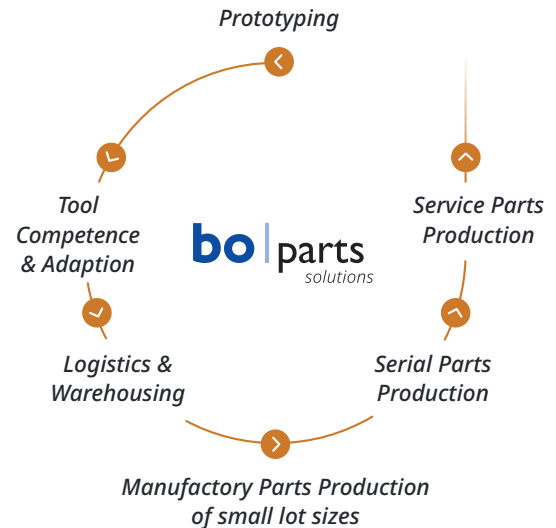 Prototyping
Tool
Competence
& Adaption
Service Parts
Production
bo parts
solutions
Logistics &
Warehousing
Serial Parts
Production
Manufactory Parts Production
of small lot sizes